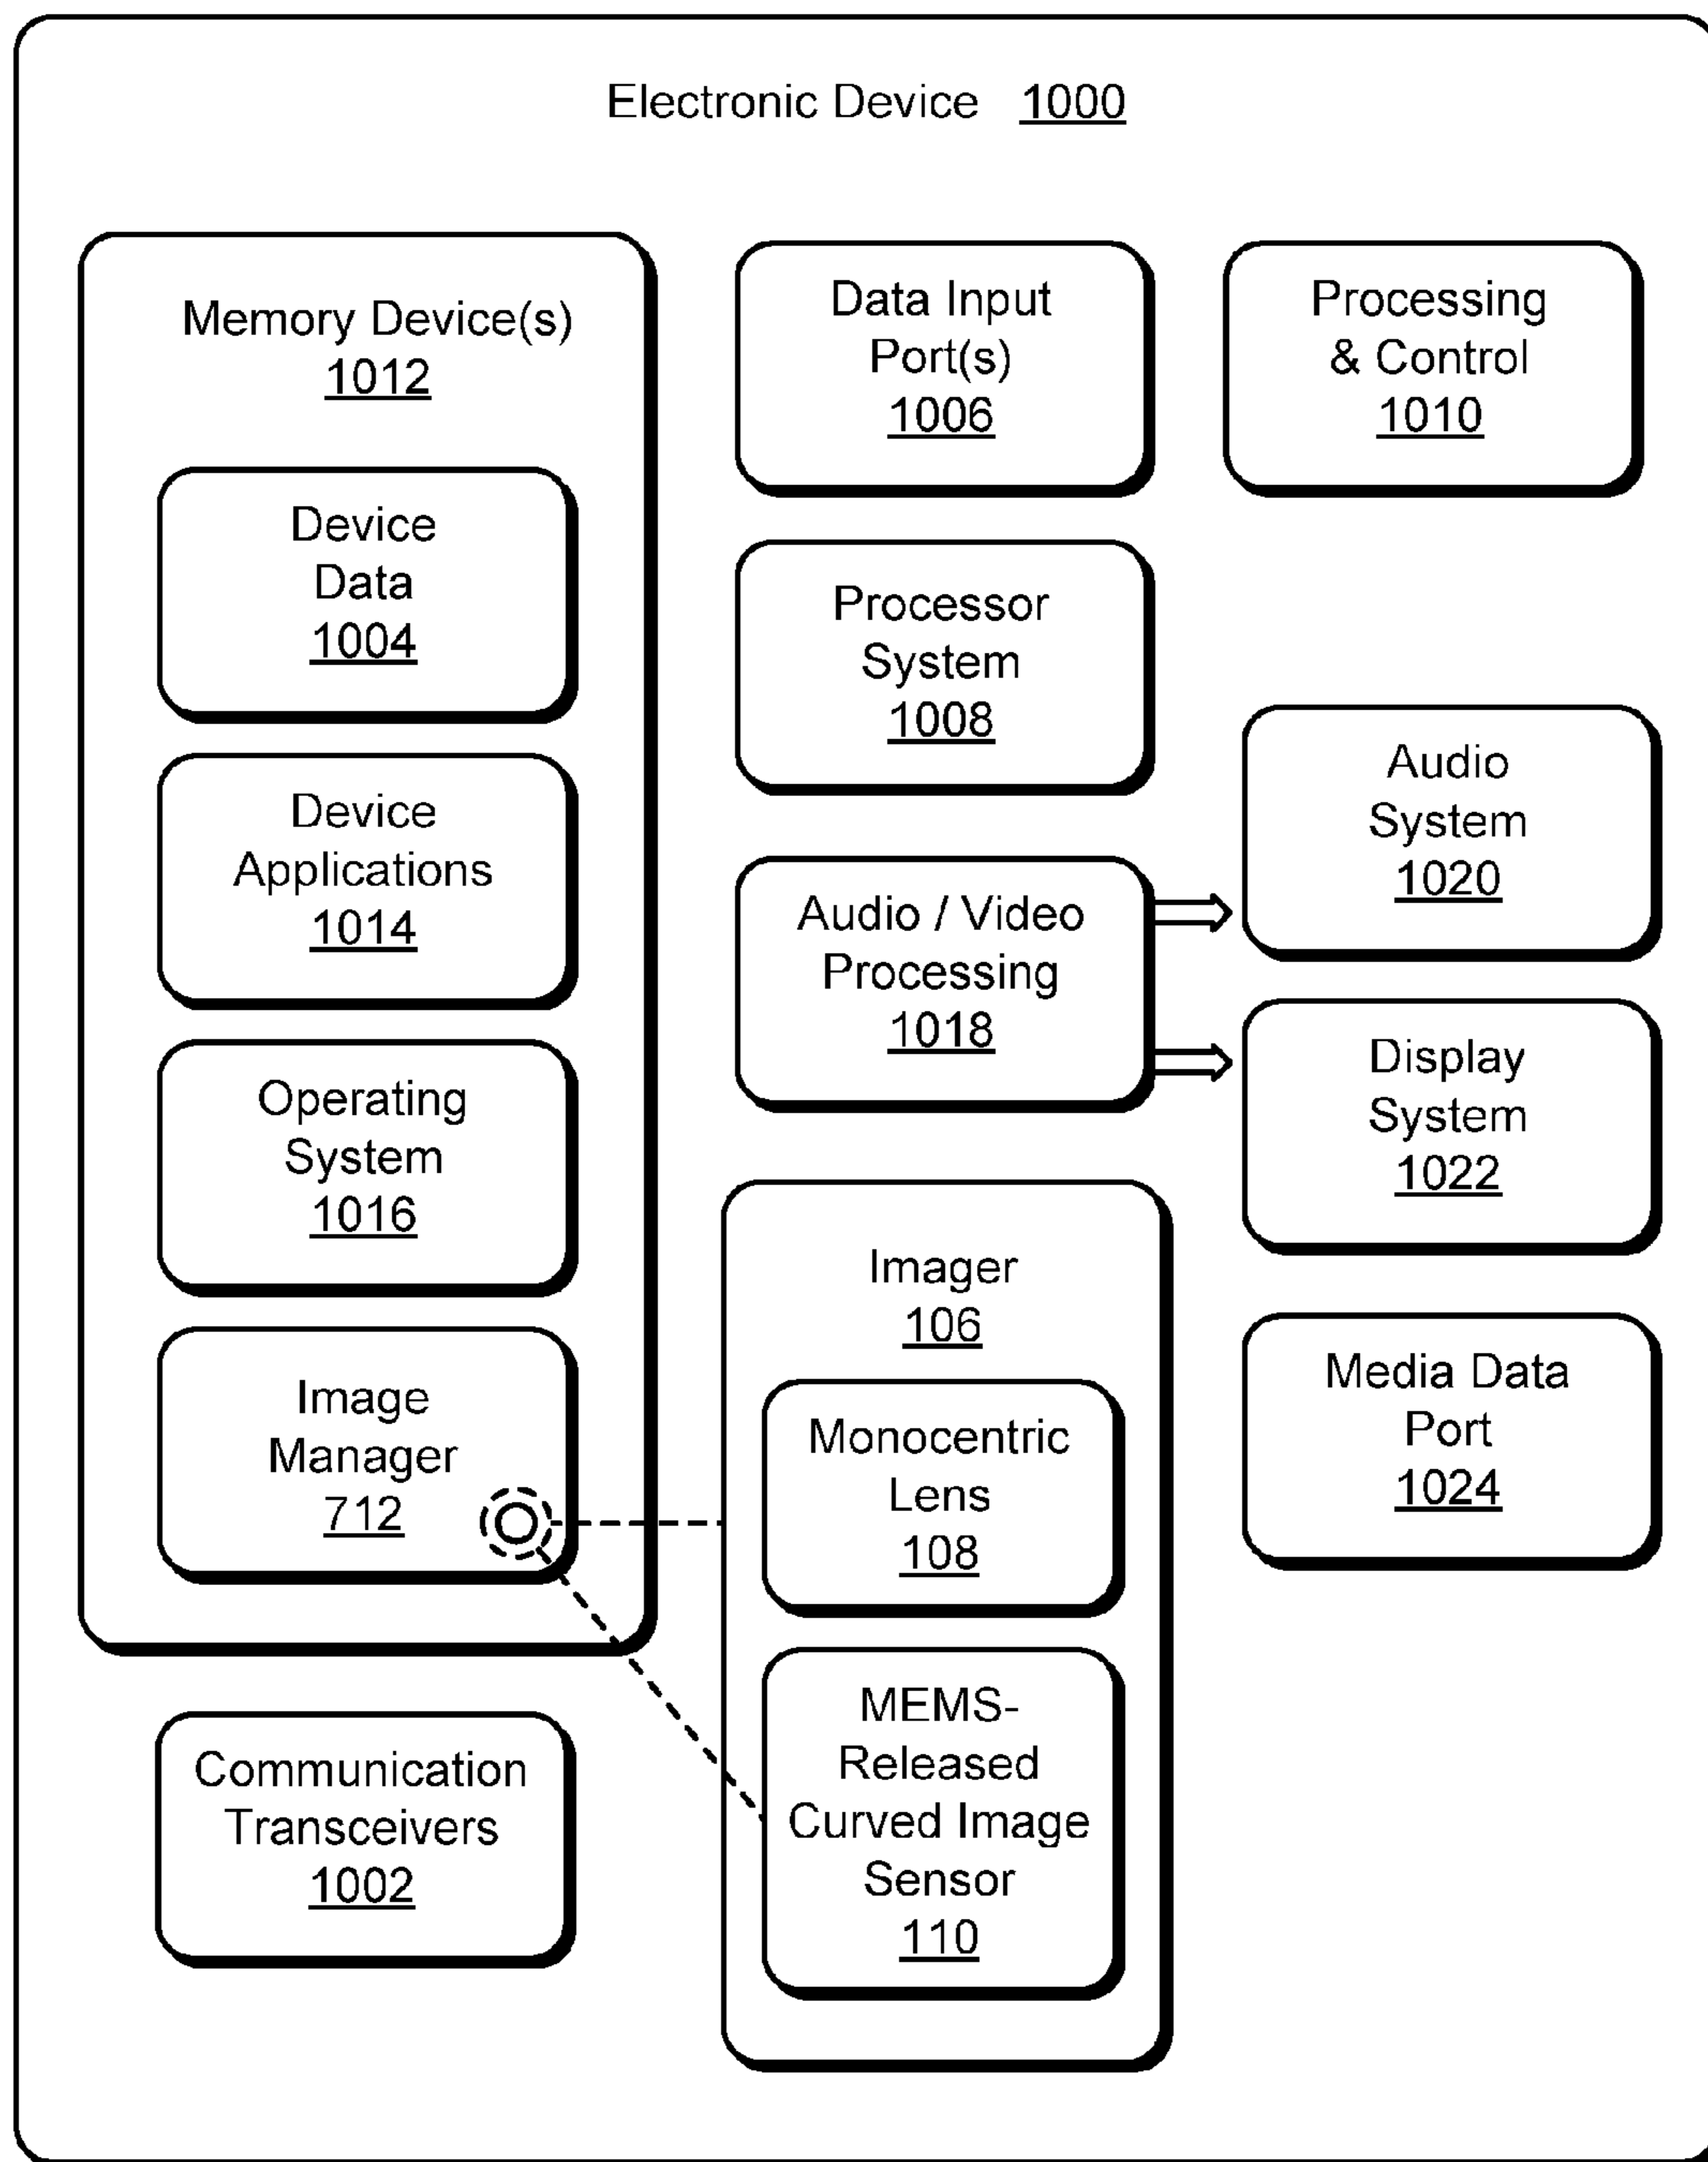 Electronic Device 1000
Memory Device(s)
1012
Device
Data
1004
Device
Applications
1014
Operating
System
1016
Image
Manager
712
Communication
Transceivers
1002
Data Input
Port(s)
1006
Processor
System
1008
Audio / Video
Processing
1018
Imager
106
Monocentric
Lens
108
MEMS-
Released
Curved Image
Sensor
110
Processing
& Control
1010
Audio
System
1020
Display
System
1022
Media Data
Port
1024